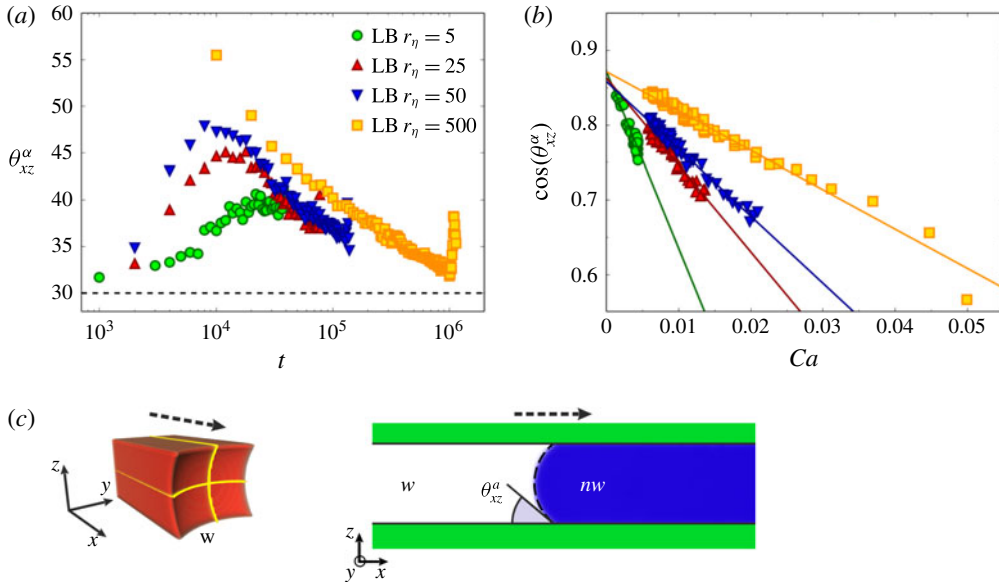 (a)
60
55
50
45
40
35
30
θ^α_xz
10^3
10^4
10^5
10^6
t
LB r_η = 5
LB r_η = 25
LB r_η = 50
LB r_η = 500
(b)
0.9
0.8
0.7
0.6
cos(θ^α_xz)
0
0.01
0.02
0.03
0.04
0.05
Ca
(c)
z
y
x
w
w
nw
θ^a_xz
z
y
x